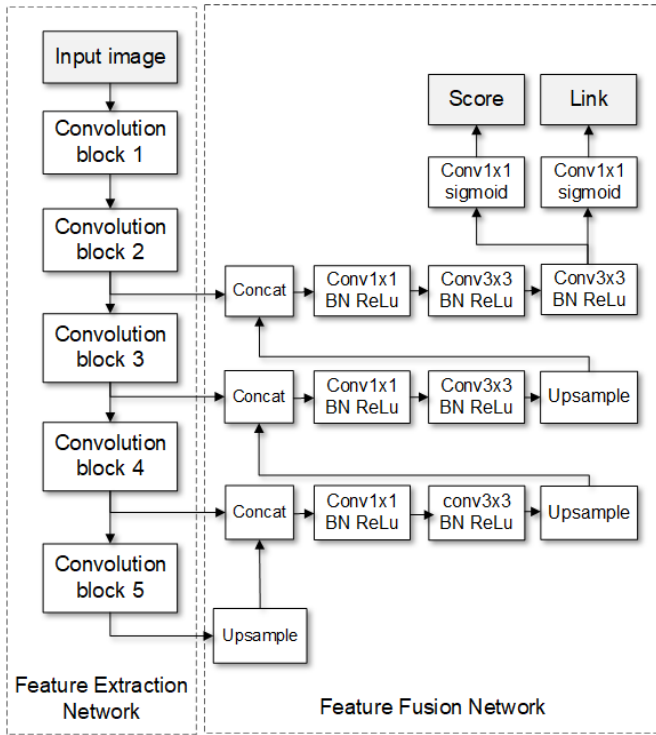 Input image
Convolution
block 1
Convolution
block 2
Convolution
block 3
Convolution
block 4
Convolution
block 5
Feature Extraction
Network
Score
Link
Conv1x1
sigmoid
Conv1x1
sigmoid
Concat
Conv1x1
BN ReLu
Conv3x3
BN ReLu
Conv3x3
BN ReLu
Concat
Conv1x1
BN ReLu
Conv3x3
BN ReLu
Upsample
Concat
Conv1x1
BN ReLu
conv3x3
BN ReLu
Upsample
Upsample
Feature Fusion Network